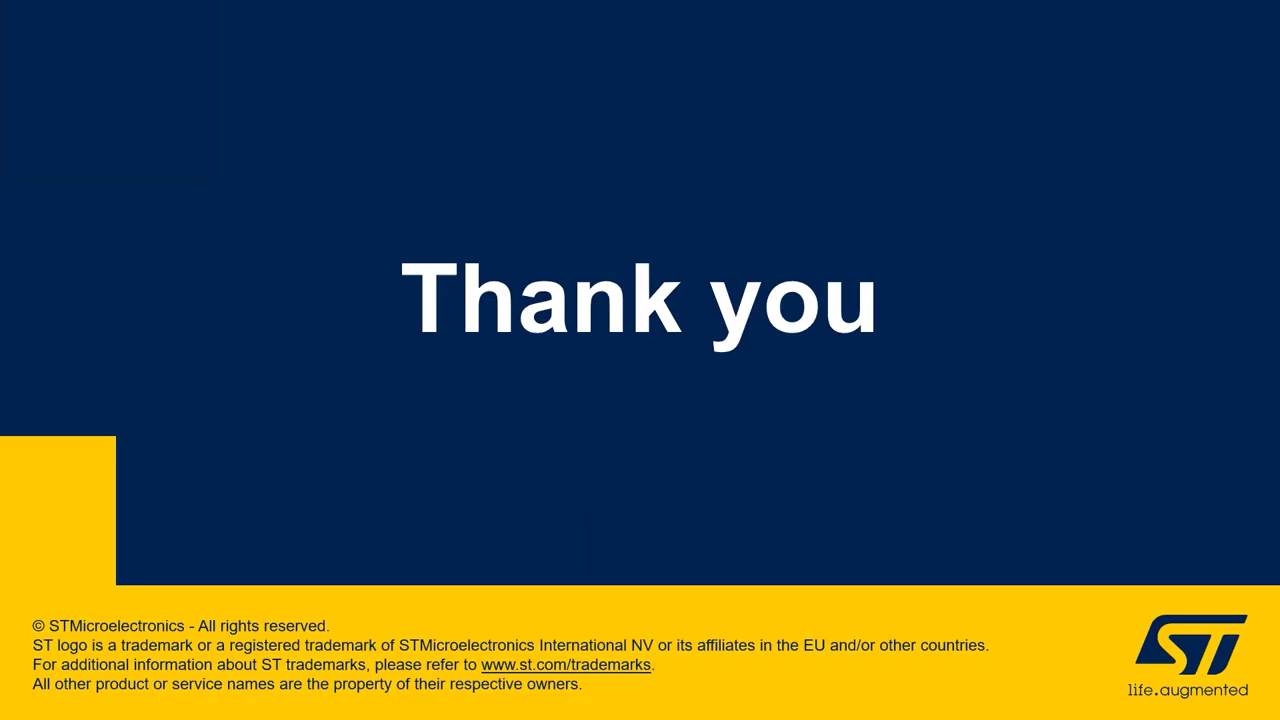 Thank you
© STMicroelectronics - All rights reserved.
ST logo is a trademark or a registered trademark of STMicroelectronics International NV or its affiliates in the EU and/or other countries.
For additional information about ST trademarks, please refer to www.st.com/trademarks.
All other product or service names are the property of their respective owners.
ST
life.augmented